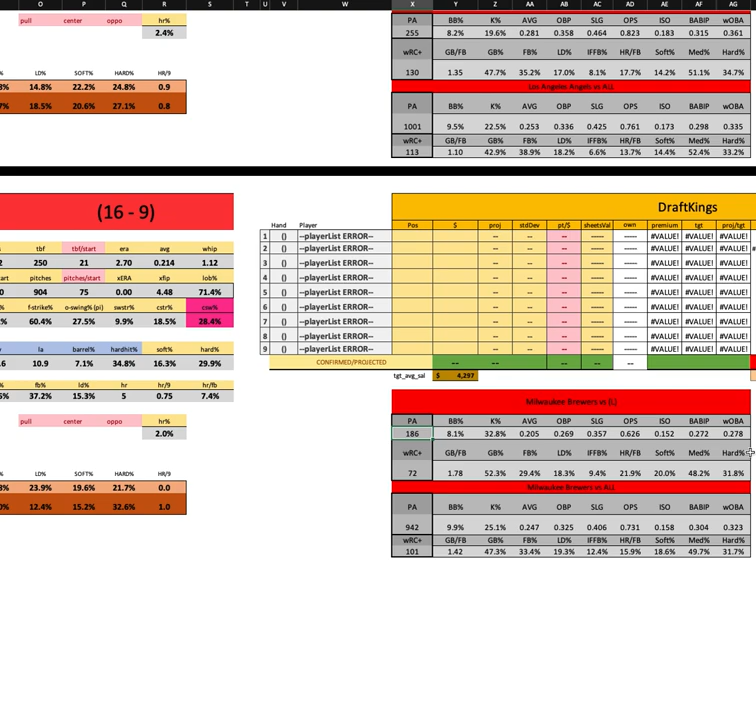 O P Q R S T U V W X Y Z AA AB AC AD AE AF AG
pull center oppo hr%
2.4%
% LD% SOFT% HARD% HR/9
14.8% 22.2% 24.8% 0.9
18.5% 20.6% 27.1% 0.8
PA BB% K% AVG OBP SLG OPS ISO BABIP wOBA
255 8.2% 19.6% 0.281 0.358 0.464 0.823 0.183 0.315 0.361
wRC+ GB/FB GB% FB% LD% IFFB% HR/FB Soft% Med% Hard%
130 1.35 47.7% 35.2% 17.0% 8.1% 17.7% 14.2% 51.1% 34.7%
Los Angeles Angels vs ALL
PA BB% K% AVG OBP SLG OPS ISO BABIP wOBA
1001 9.5% 22.5% 0.253 0.336 0.425 0.761 0.173 0.298 0.335
wRC+ GB/FB GB% FB% LD% IFFB% HR/FB Soft% Med% Hard%
113 1.10 42.9% 38.9% 18.2% 6.6% 13.7% 14.4% 52.4% 33.2%
(16 - 9)
tbf tbf/start era avg whip
250 21 2.70 0.214 1.12
pitches pitches/start xERA xfip lob%
904 75 0.00 4.48 71.4%
f-strike% o-swing% (pi) swstr% cstr% csw%
60.4% 27.5% 9.9% 18.5% 28.4%
la barrel% hardhit% soft% hard%
10.9 7.1% 34.8% 16.3% 29.9%
fb% ld% hr hr/9 hr/fb
37.2% 15.3% 5 0.75 7.4%
pull center oppo hr%
2.0%
% LD% SOFT% HARD% HR/9
23.9% 19.6% 21.7% 0.0
12.4% 15.2% 32.6% 1.0
DraftKings
Hand Player Pos $ proj stdDev pt/$ sheetsVal own premium tgt proj/tgt
1 () --playerList ERROR-- -- -- -- ----- ----- #VALUE! #VALUE! #VALUE!
2 () --playerList ERROR-- -- -- -- ----- ----- #VALUE! #VALUE! #VALUE!
3 () --playerList ERROR-- -- -- -- ----- ----- #VALUE! #VALUE! #VALUE!
4 () --playerList ERROR-- -- -- -- ----- ----- #VALUE! #VALUE! #VALUE!
5 () --playerList ERROR-- -- -- -- ----- ----- #VALUE! #VALUE! #VALUE!
6 () --playerList ERROR-- -- -- -- ----- ----- #VALUE! #VALUE! #VALUE!
7 () --playerList ERROR-- -- -- -- ----- ----- #VALUE! #VALUE! #VALUE!
8 () --playerList ERROR-- -- -- -- ----- ----- #VALUE! #VALUE! #VALUE!
9 () --playerList ERROR-- -- -- -- ----- ----- #VALUE! #VALUE! #VALUE!
CONFIRMED/PROJECTED -- -- -- -- --
tgt_avg_sal $ 4,297
Milwaukee Brewers vs (L)
PA BB% GB% AVG OBP SLG OPS ISO BABIP wOBA
186 8.1% 32.8% 0.205 0.269 0.357 0.626 0.152 0.272 0.278
wRC+ GB/FB GB% FB% LD% IFFB% HR/FB Soft% Med% Hard%
72 1.78 52.3% 29.4% 18.3% 9.4% 21.9% 20.0% 48.2% 31.8%
Milwaukee Brewers vs ALL
PA BB% K% AVG OBP SLG OPS ISO BABIP wOBA
942 9.9% 25.1% 0.247 0.325 0.406 0.731 0.158 0.304 0.323
wRC+ GB/FB GB% FB% LD% IFFB% HR/FB Soft% Med% Hard%
101 1.42 47.3% 33.4% 19.3% 12.4% 15.9% 18.6% 49.7% 31.7%